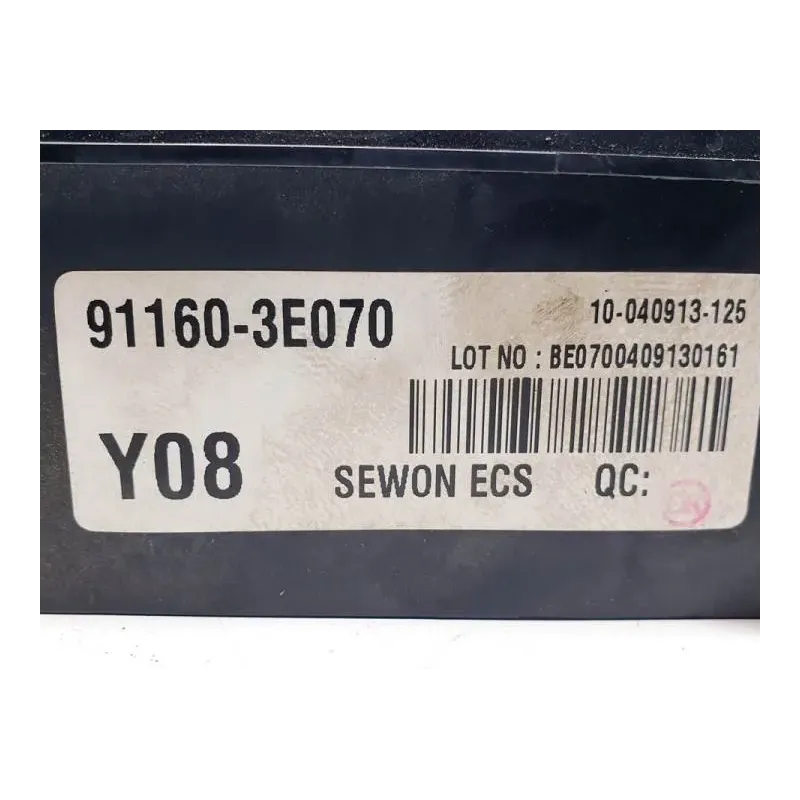 91160-3E070
10-040913-125
LOT NO : BE0700409130161
Y08
SEWON ECS QC: